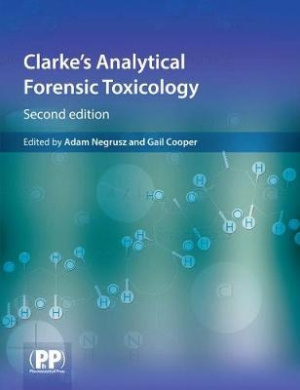 Clarke's Analytical
Forensic Toxicology
Second edition
Edited by Adam Negrusz and Gail Cooper
H
H
H
H
H
H
PP
Pharmaceutical Press